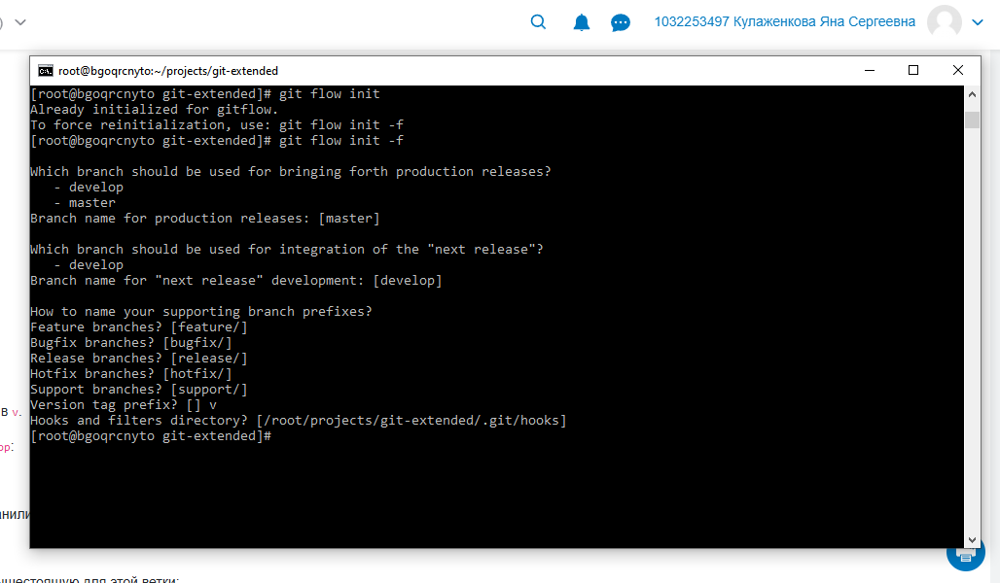 1032253497 Кулаженкова Яна Сергеевна
root@bgoqrcnyto:~/projects/git-extended
[root@bgoqrcnyto git-extended]# git flow init
Already initialized for gitflow.
To force reinitialization, use: git flow init -f
[root@bgoqrcnyto git-extended]# git flow init -f
Which branch should be used for bringing forth production releases?
- develop
- master
Branch name for production releases: [master]
Which branch should be used for integration of the "next release"?
- develop
Branch name for "next release" development: [develop]
How to name your supporting branch prefixes?
Feature branches? [feature/]
Bugfix branches? [bugfix/]
Release branches? [release/]
Hotfix branches? [hotfix/]
Support branches? [support/]
Version tag prefix? [] v
Hooks and filters directory? [/root/projects/git-extended/.git/hooks]
[root@bgoqrcnyto git-extended]#
в v.
ор:
анили
для этой ветки: